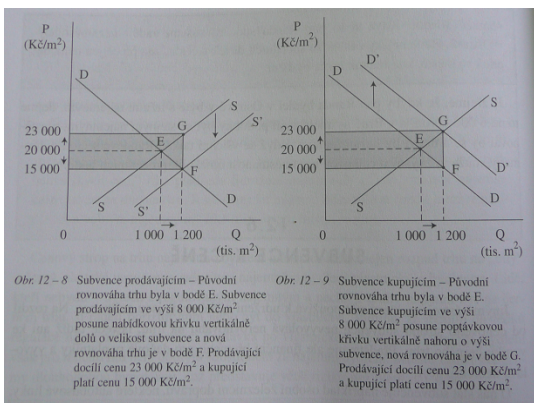 P
(Kč/m²)
D
S
G
S'
23 000
E
20 000
15 000
F
S
S'
D
0
1 000
1 200
Q
(tis. m²)
P
(Kč/m²)
D'
D
S
G
23 000
E
20 000
15 000
F
D'
S
D
0
1 000
1 200
Q
(tis. m²)
Obr. 12 – 8 Subvence prodávajícím – Původní
rovnováha trhu byla v bodě E. Subvence
prodávajícím ve výši 8 000 Kč/m²
posune nabídkovou křivku vertikálně
dolů o velikost subvence a nová
rovnováha trhu je v bodě F. Prodávající
docílí cenu 23 000 Kč/m² a kupující
platí cenu 15 000 Kč/m².
Obr. 12 – 9 Subvence kupujícím – Původní
rovnováha trhu byla v bodě E.
Subvence kupujícím ve výši
8 000 Kč/m² posune poptávkovou
křivku vertikálně nahoru o výši
subvence, nová rovnováha je v bodě G.
Prodávající docílí cenu 23 000 Kč/m²
a kupující platí cenu 15 000 Kč/m².